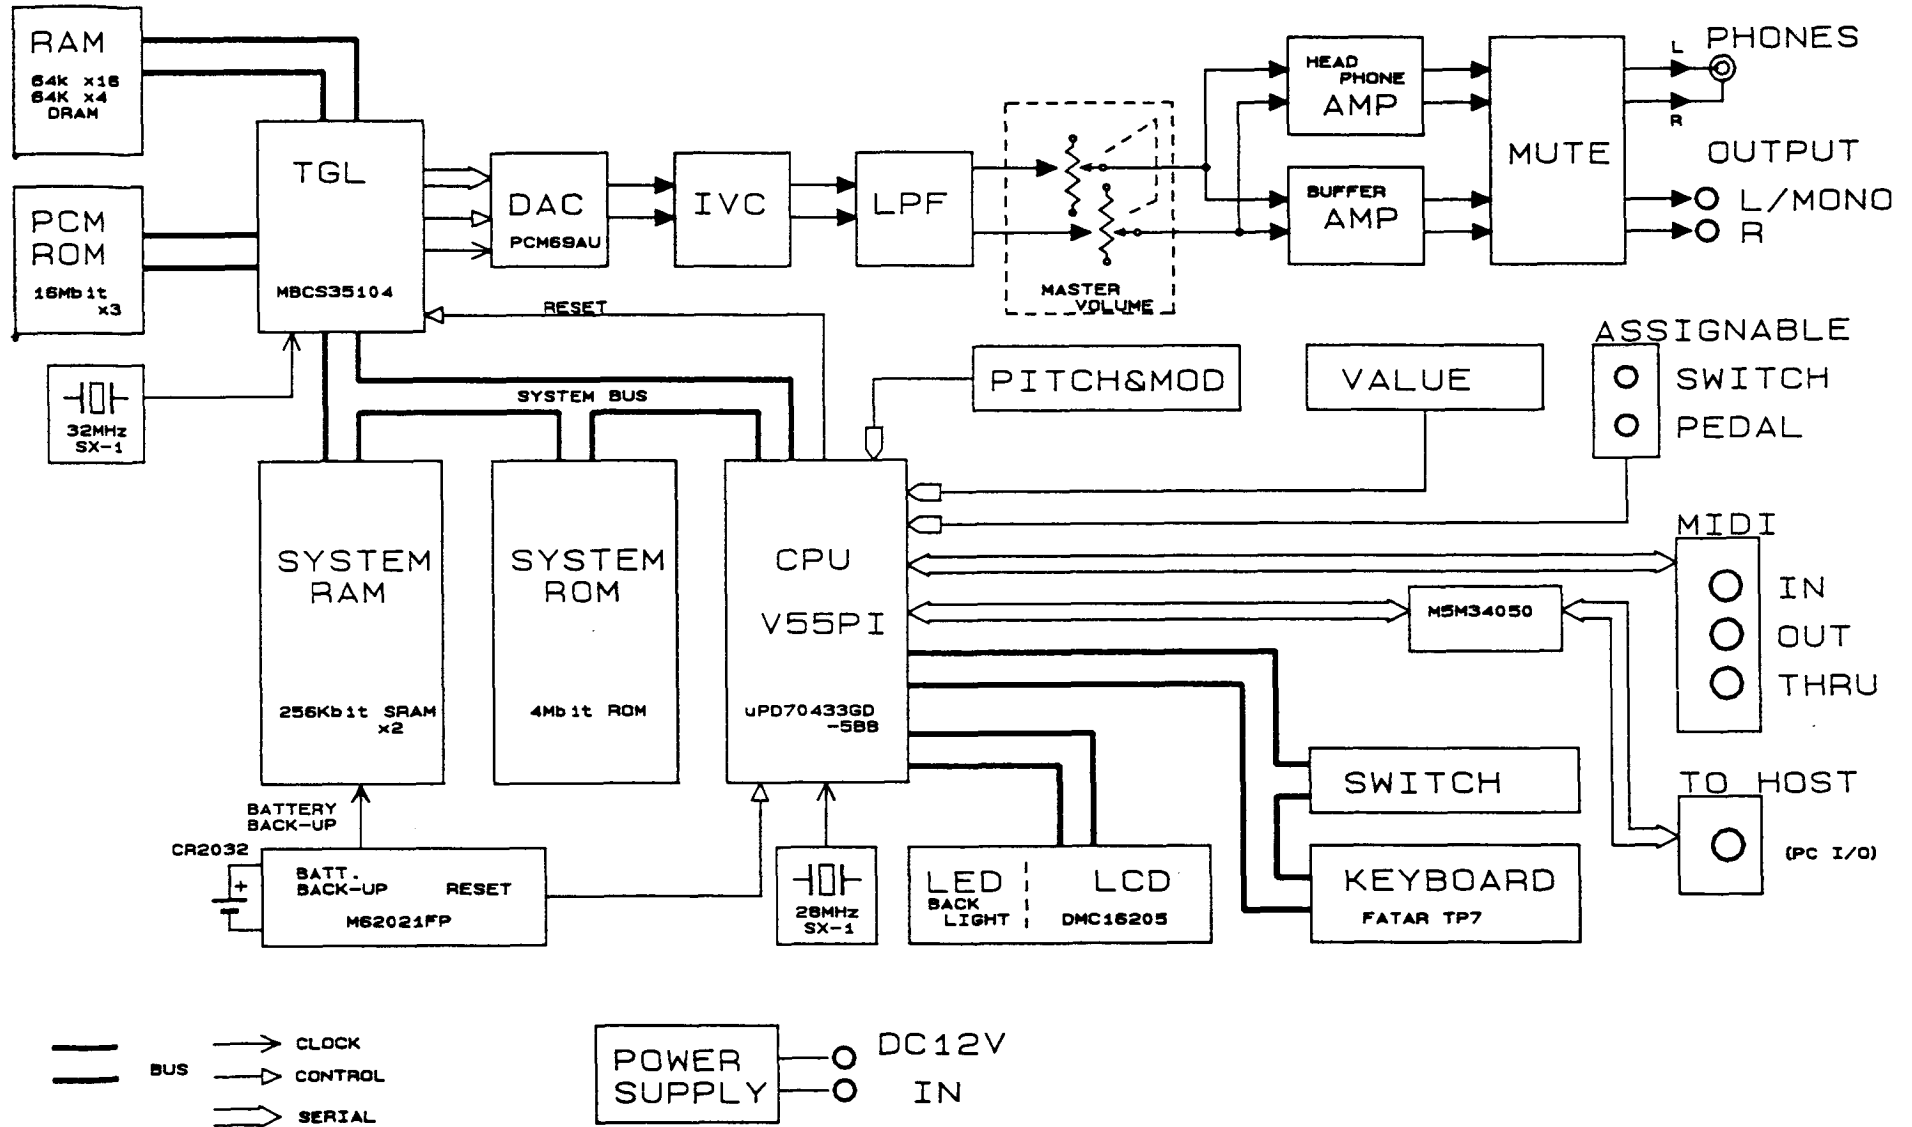 RAM
64K x16
64K x4
DRAM
PCM
ROM
16Mbit
x3
TGL
MBCS35104
32MHz
SX-1
DAC
PCM69AU
IVC
LPF
MASTER
VOLUME
HEAD
PHONE
AMP
BUFFER
AMP
MUTE
L
PHONES
R
OUTPUT
L/MONO
R
RESET
SYSTEM BUS
PITCH&MOD
VALUE
ASSIGNABLE
SWITCH
PEDAL
SYSTEM
RAM
256Kbit SRAM
x2
SYSTEM
ROM
4Mbit ROM
CPU
V55PI
uPD70433GD
-5BB
MIDI
IN
OUT
THRU
M5M34050
TO HOST
(PC I/O)
SWITCH
KEYBOARD
FATAR TP7
LED
BACK
LIGHT
LCD
DMC16205
28MHz
SX-1
BATTERY
BACK-UP
CR2032
+
BATT.
BACK-UP
RESET
M62021FP
BUS
CLOCK
CONTROL
SERIAL
POWER
SUPPLY
DC12V
IN